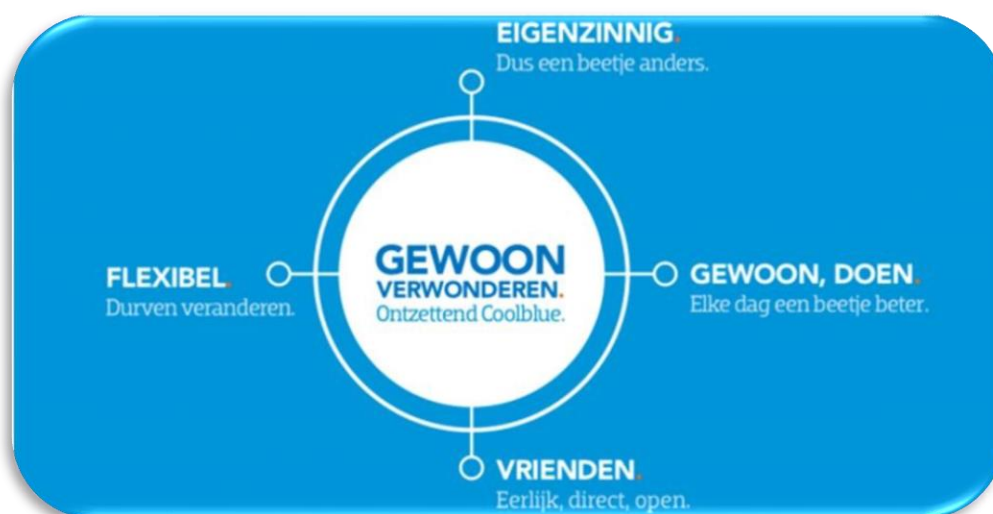 EIGENZINNIG.
Dus een beetje anders.
FLEXIBEL.
Durven veranderen.
GEWOON
VERWONDEREN.
Ontzettend Coolblue.
GEWOON, DOEN.
Elke dag een beetje beter.
VRIENDEN.
Eerlijk, direct, open.